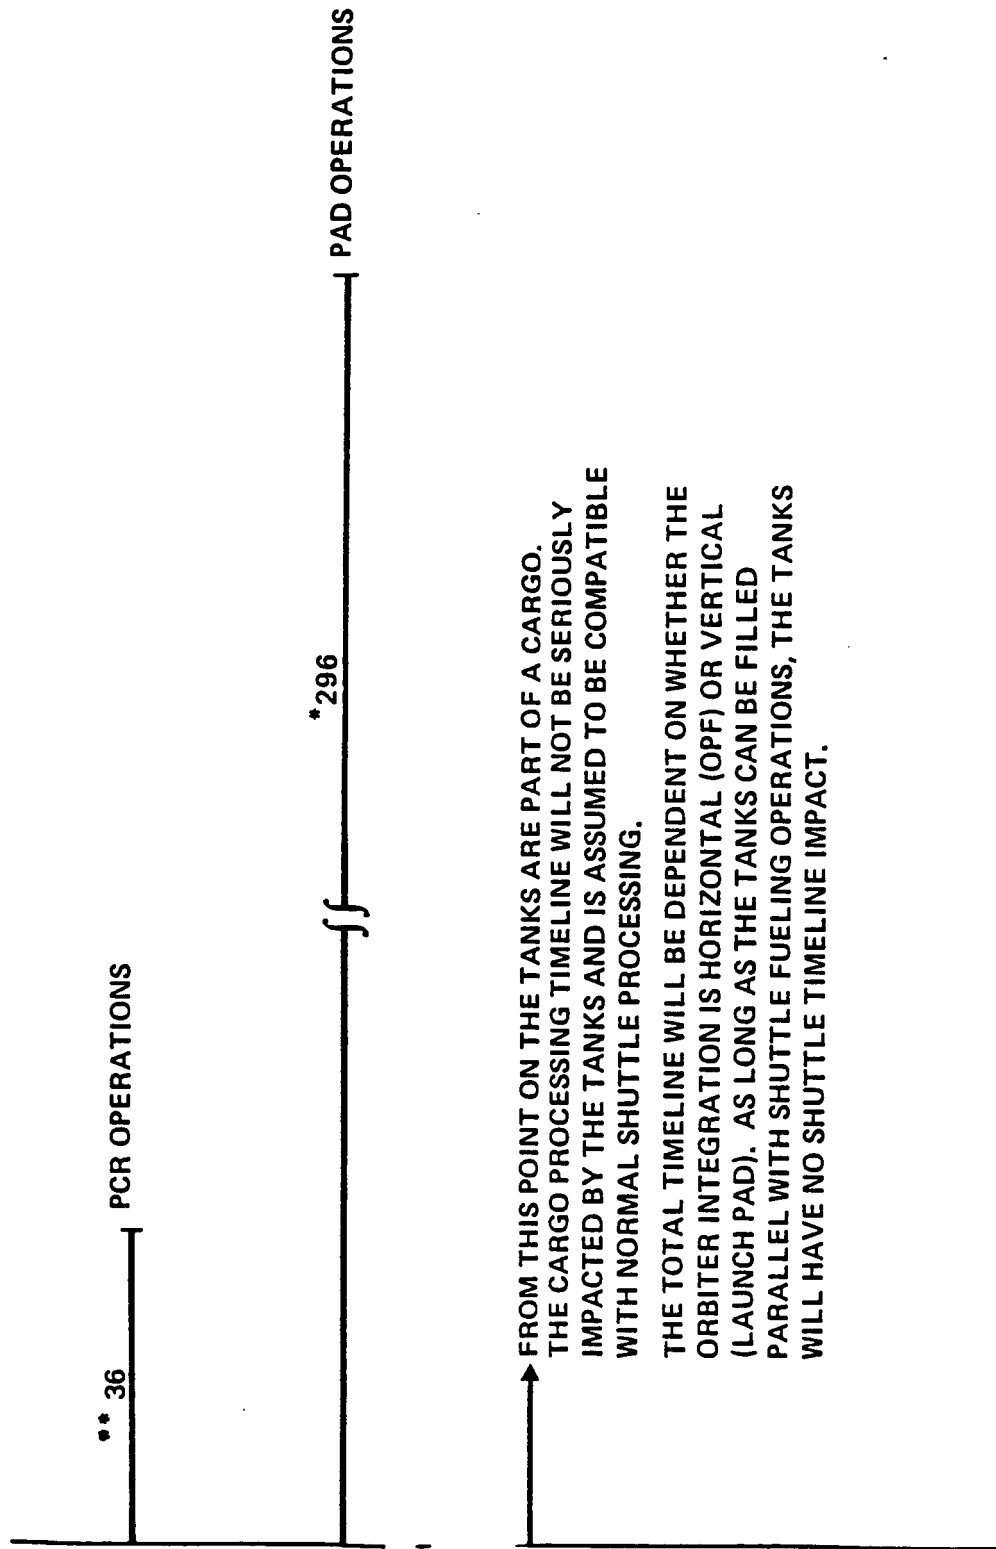 ** 36
PCR OPERATIONS
*296
PAD OPERATIONS
FROM THIS POINT ON THE TANKS ARE PART OF A CARGO.
THE CARGO PROCESSING TIMELINE WILL NOT BE SERIOUSLY
IMPACTED BY THE TANKS AND IS ASSUMED TO BE COMPATIBLE
WITH NORMAL SHUTTLE PROCESSING.
THE TOTAL TIMELINE WILL BE DEPENDENT ON WHETHER THE
ORBITER INTEGRATION IS HORIZONTAL (OPF) OR VERTICAL
(LAUNCH PAD). AS LONG AS THE TANKS CAN BE FILLED
PARALLEL WITH SHUTTLE FUELING OPERATIONS, THE TANKS
WILL HAVE NO SHUTTLE TIMELINE IMPACT.